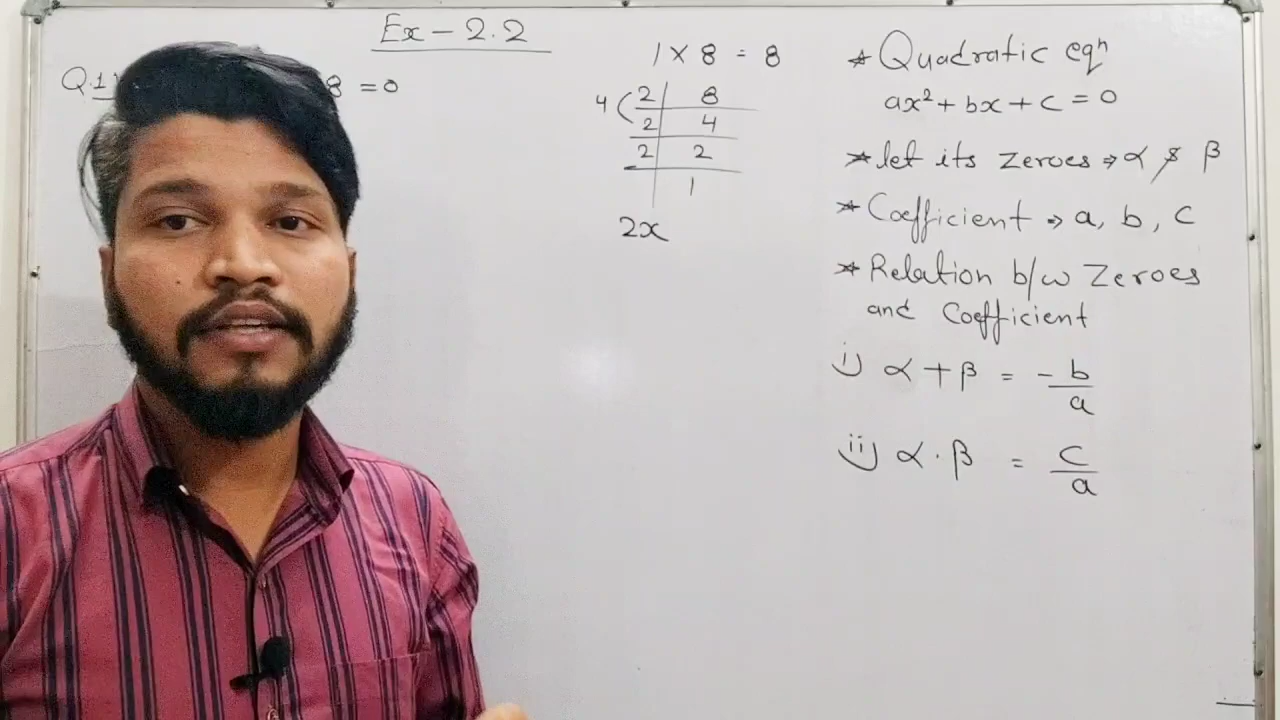 Ex - 2.2
Q.1) 8 = 0
1 × 8 = 8
4 ( 2 | 8
2 | 4
2 | 2
1
2x
* Quadratic eqⁿ
ax² + bx + c = 0
* let its zeroes ⇒ α & β
* Coefficient → a, b, c
* Relation b/w Zeroes
and Coefficient
i) α + β = - b/a
ii) α · β = c/a